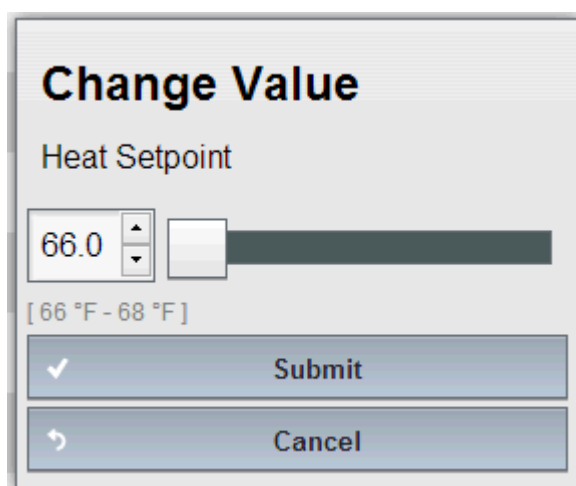 Change Value
Heat Setpoint
66.0
[ 66 °F - 68 °F ]
Submit
Cancel